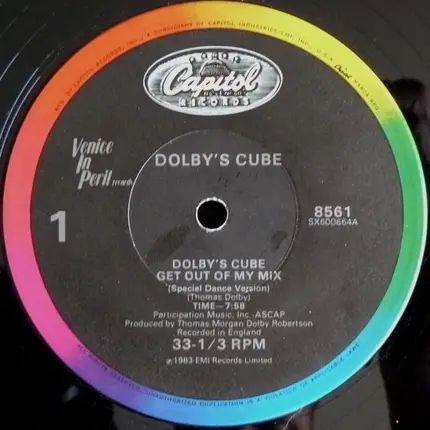 Capitol
RECORDS
DOLBY'S CUBE
Venice
In
Peril records
1
8561
SX600664A
DOLBY'S CUBE
GET OUT OF MY MIX
(Special Dance Version)
(Thomas Dolby)
TIME—7:58
Participation Music, Inc -ASCAP
Produced by Thomas Morgan Dolby Robertson
Recorded in England
33-1/3 RPM
℗1983 EMI Records Limited